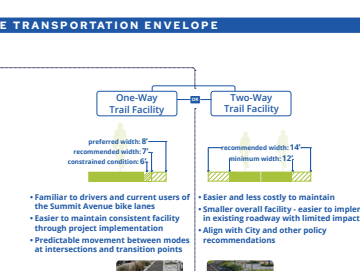 E TRANSPORTATION ENVELOPE
One-Way
Trail Facility
OR
Two-Way
Trail Facility
preferred width: 8'
recommended width: 7'
constrained condition: 6'
recommended width: 14'
minimum width: 12'
• Familiar to drivers and current users of
the Summit Avenue bike lanes
• Easier to maintain consistent facility
through project implementation
• Predictable movement between modes
at intersections and transition points
• Easier and less costly to maintain
• Smaller overall facility - easier to implem
in existing roadway with limited impact
• Align with City and other policy
recommendations